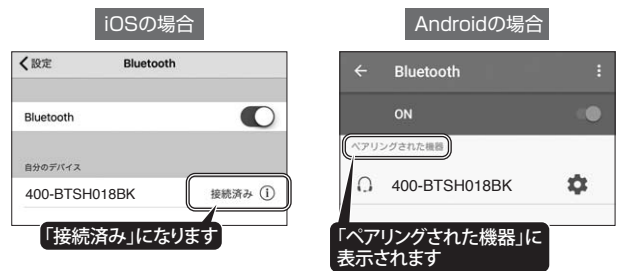 iOSの場合
設定
Bluetooth
Bluetooth
自分のデバイス
400-BTSH018BK
接続済み
「接続済み」になります
Androidの場合
Bluetooth
ON
ペアリングされた機器
400-BTSH018BK
「ペアリングされた機器」に
表示されます